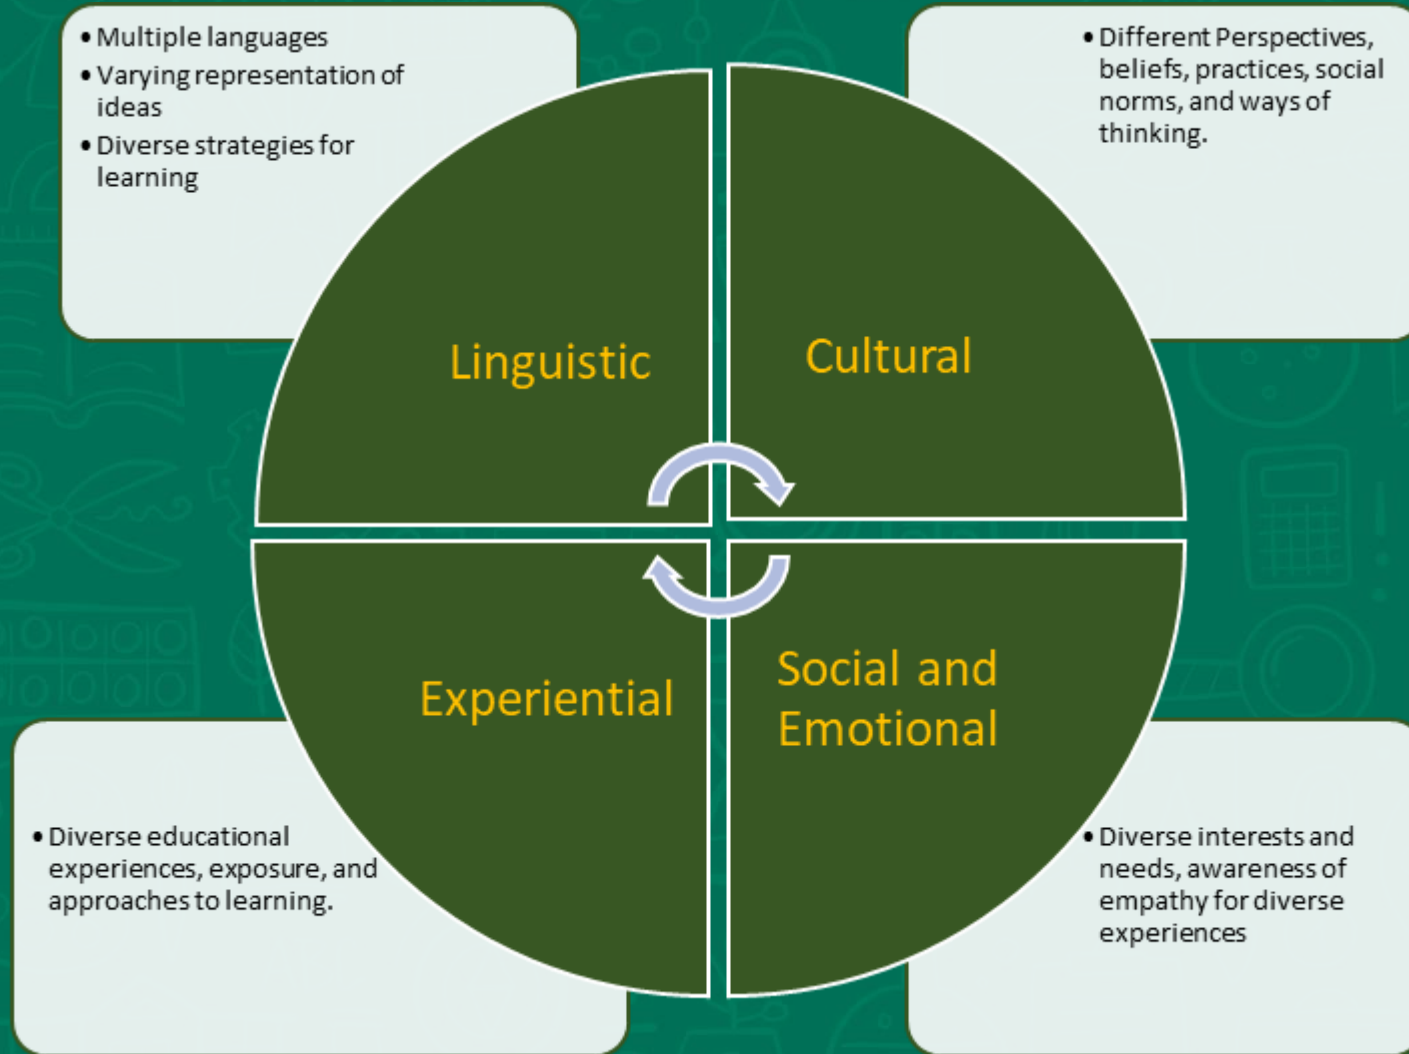 • Multiple languages
• Varying representation of
ideas
• Diverse strategies for
learning
• Different Perspectives,
beliefs, practices, social
norms, and ways of
thinking.
Linguistic
Cultural
Experiential
Social and
Emotional
• Diverse educational
experiences, exposure, and
approaches to learning.
• Diverse interests and
needs, awareness of
empathy for diverse
experiences